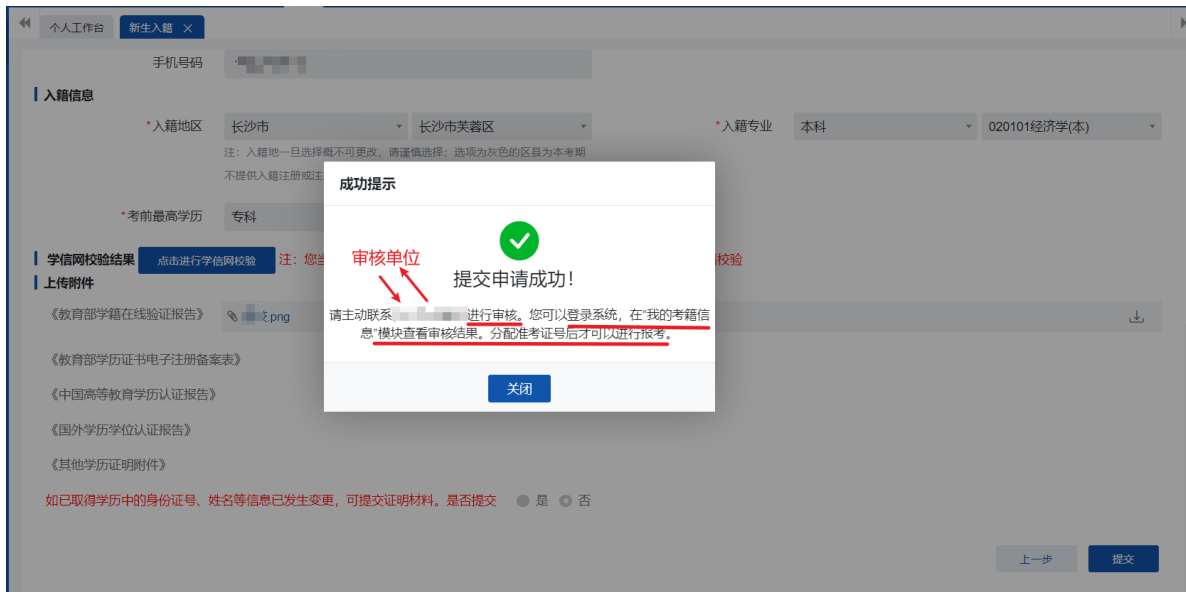 个人工作台 新生入籍 ×
手机号码
入籍信息
*入籍地区 长沙市 长沙市芙蓉区 *入籍专业 本科 020101经济学(本)
注：入籍地一旦选择概不可更改，请谨慎选择；选项为灰色的区县为本考期
不提供入籍注册或注
成功提示
*考前最高学历 专科
学信网校验结果 点击进行学信网校验 注：您当 校验
审核单位
提交申请成功！
上传附件
《教育部学籍在线验证报告》 .png
请主动联系 进行审核。您可以登录系统，在"我的考籍信
息"模块查看审核结果。分配准考证号后才可以进行报考。
《教育部学历证书电子注册备案表》
关闭
《中国高等教育学历认证报告》
《国外学历学位认证报告》
《其他学历证明附件》
如已取得学历中的身份证号、姓名等信息已发生变更，可提交证明材料。是否提交 是 否
上一步 提交